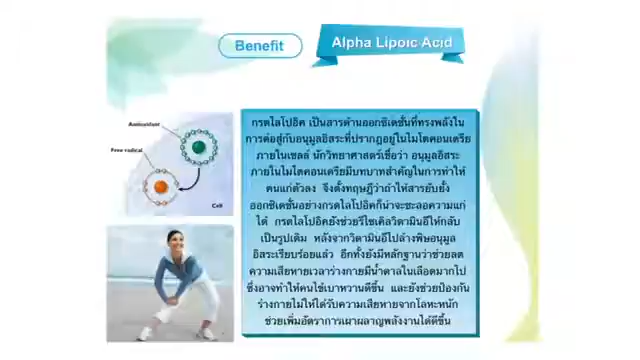 Benefit
Alpha Lipoic Acid
Antioxidant
Free radical
Cell
กรดไลโปอิค เป็นสารต้านออกซิเดชั่นที่ทรงพลังใน
การต่อสู้กับอนุมูลอิสระที่ปรากฏอยู่ในไมโตคอนเดรีย
ภายในเซลล์ นักวิทยาศาสตร์เชื่อว่า อนุมูลอิสระ
ภายในไมโตคอนเดรียมีบทบาทสำคัญในการทำให้
คนแก่ตัวลง จึงตั้งทฤษฎีว่าถ้าให้สารยับยั้ง
ออกซิเดชั่นอย่างกรดไลโปอิคก็น่าจะชะลอความแก่
ได้ กรดไลโปอิคยังช่วยรีไซเคิลวิตามินอีให้กลับ
เป็นรูปเดิม หลังจากวิตามินอีไปล้างพิษอนุมูล
อิสระเรียบร้อยแล้ว อีกทั้งยังมีหลักฐานว่าช่วยลด
ความเสียหายเวลาร่างกายมีน้ำตาลในเลือดมากไป
ซึ่งอาจทำให้คนไข้เบาหวานดีขึ้น และยังช่วยป้องกัน
ร่างกายไม่ให้ได้รับความเสียหายจากโลหะหนัก
ช่วยเพิ่มอัตราการเผาผลาญพลังงานได้ดีขึ้น